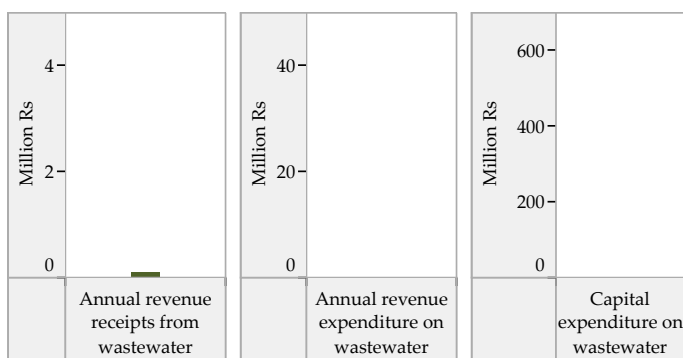 Million Rs
4
2
0
Annual revenue
receipts from
wastewater
Million Rs
40
20
0
Annual revenue
expenditure on
wastewater
Million Rs
600
400
200
0
Capital
expenditure on
wastewater